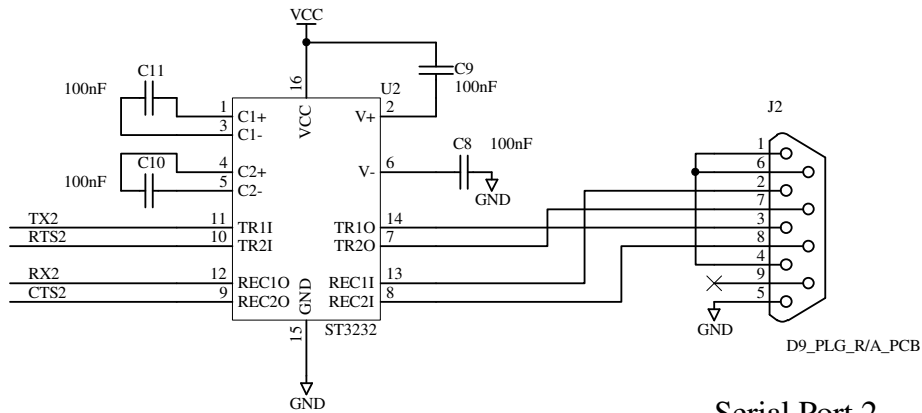 VCC
C9
100nF
C11
100nF
U2
16
VCC
1
C1+
3
C1-
V+
2
4
C2+
5
C2-
C10
100nF
V-
6
C8
100nF
GND
TX2
11
TR1I
TR1O
14
RTS2
10
TR2I
TR2O
7
RX2
12
REC1O
REC1I
13
CTS2
9
REC2O
REC2I
8
GND
15
ST3232
GND
J2
1
6
2
7
3
8
4
9
5
GND
D9_PLG_R/A_PCB